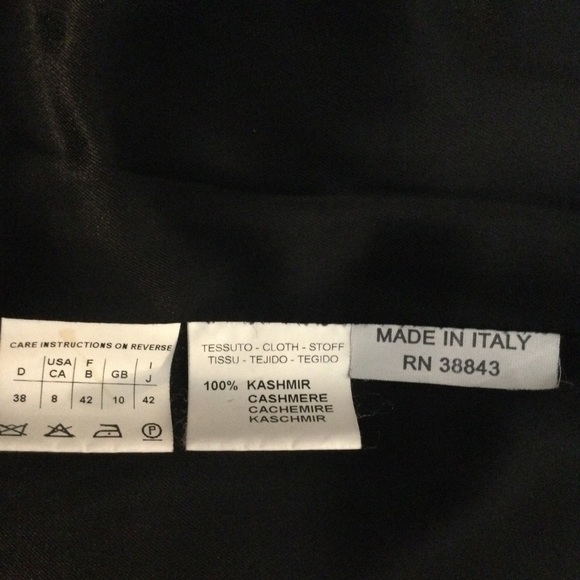 CARE INSTRUCTIONS ON REVERSE
D USA CA F B GB I J
38 8 42 10 42
P
TESSUTO - CLOTH - STOFF
TISSU - TEJIDO - TEGIDO
100% KASHMIR
CASHMERE
CACHEMIRE
KASCHMIR
MADE IN ITALY
RN 38843